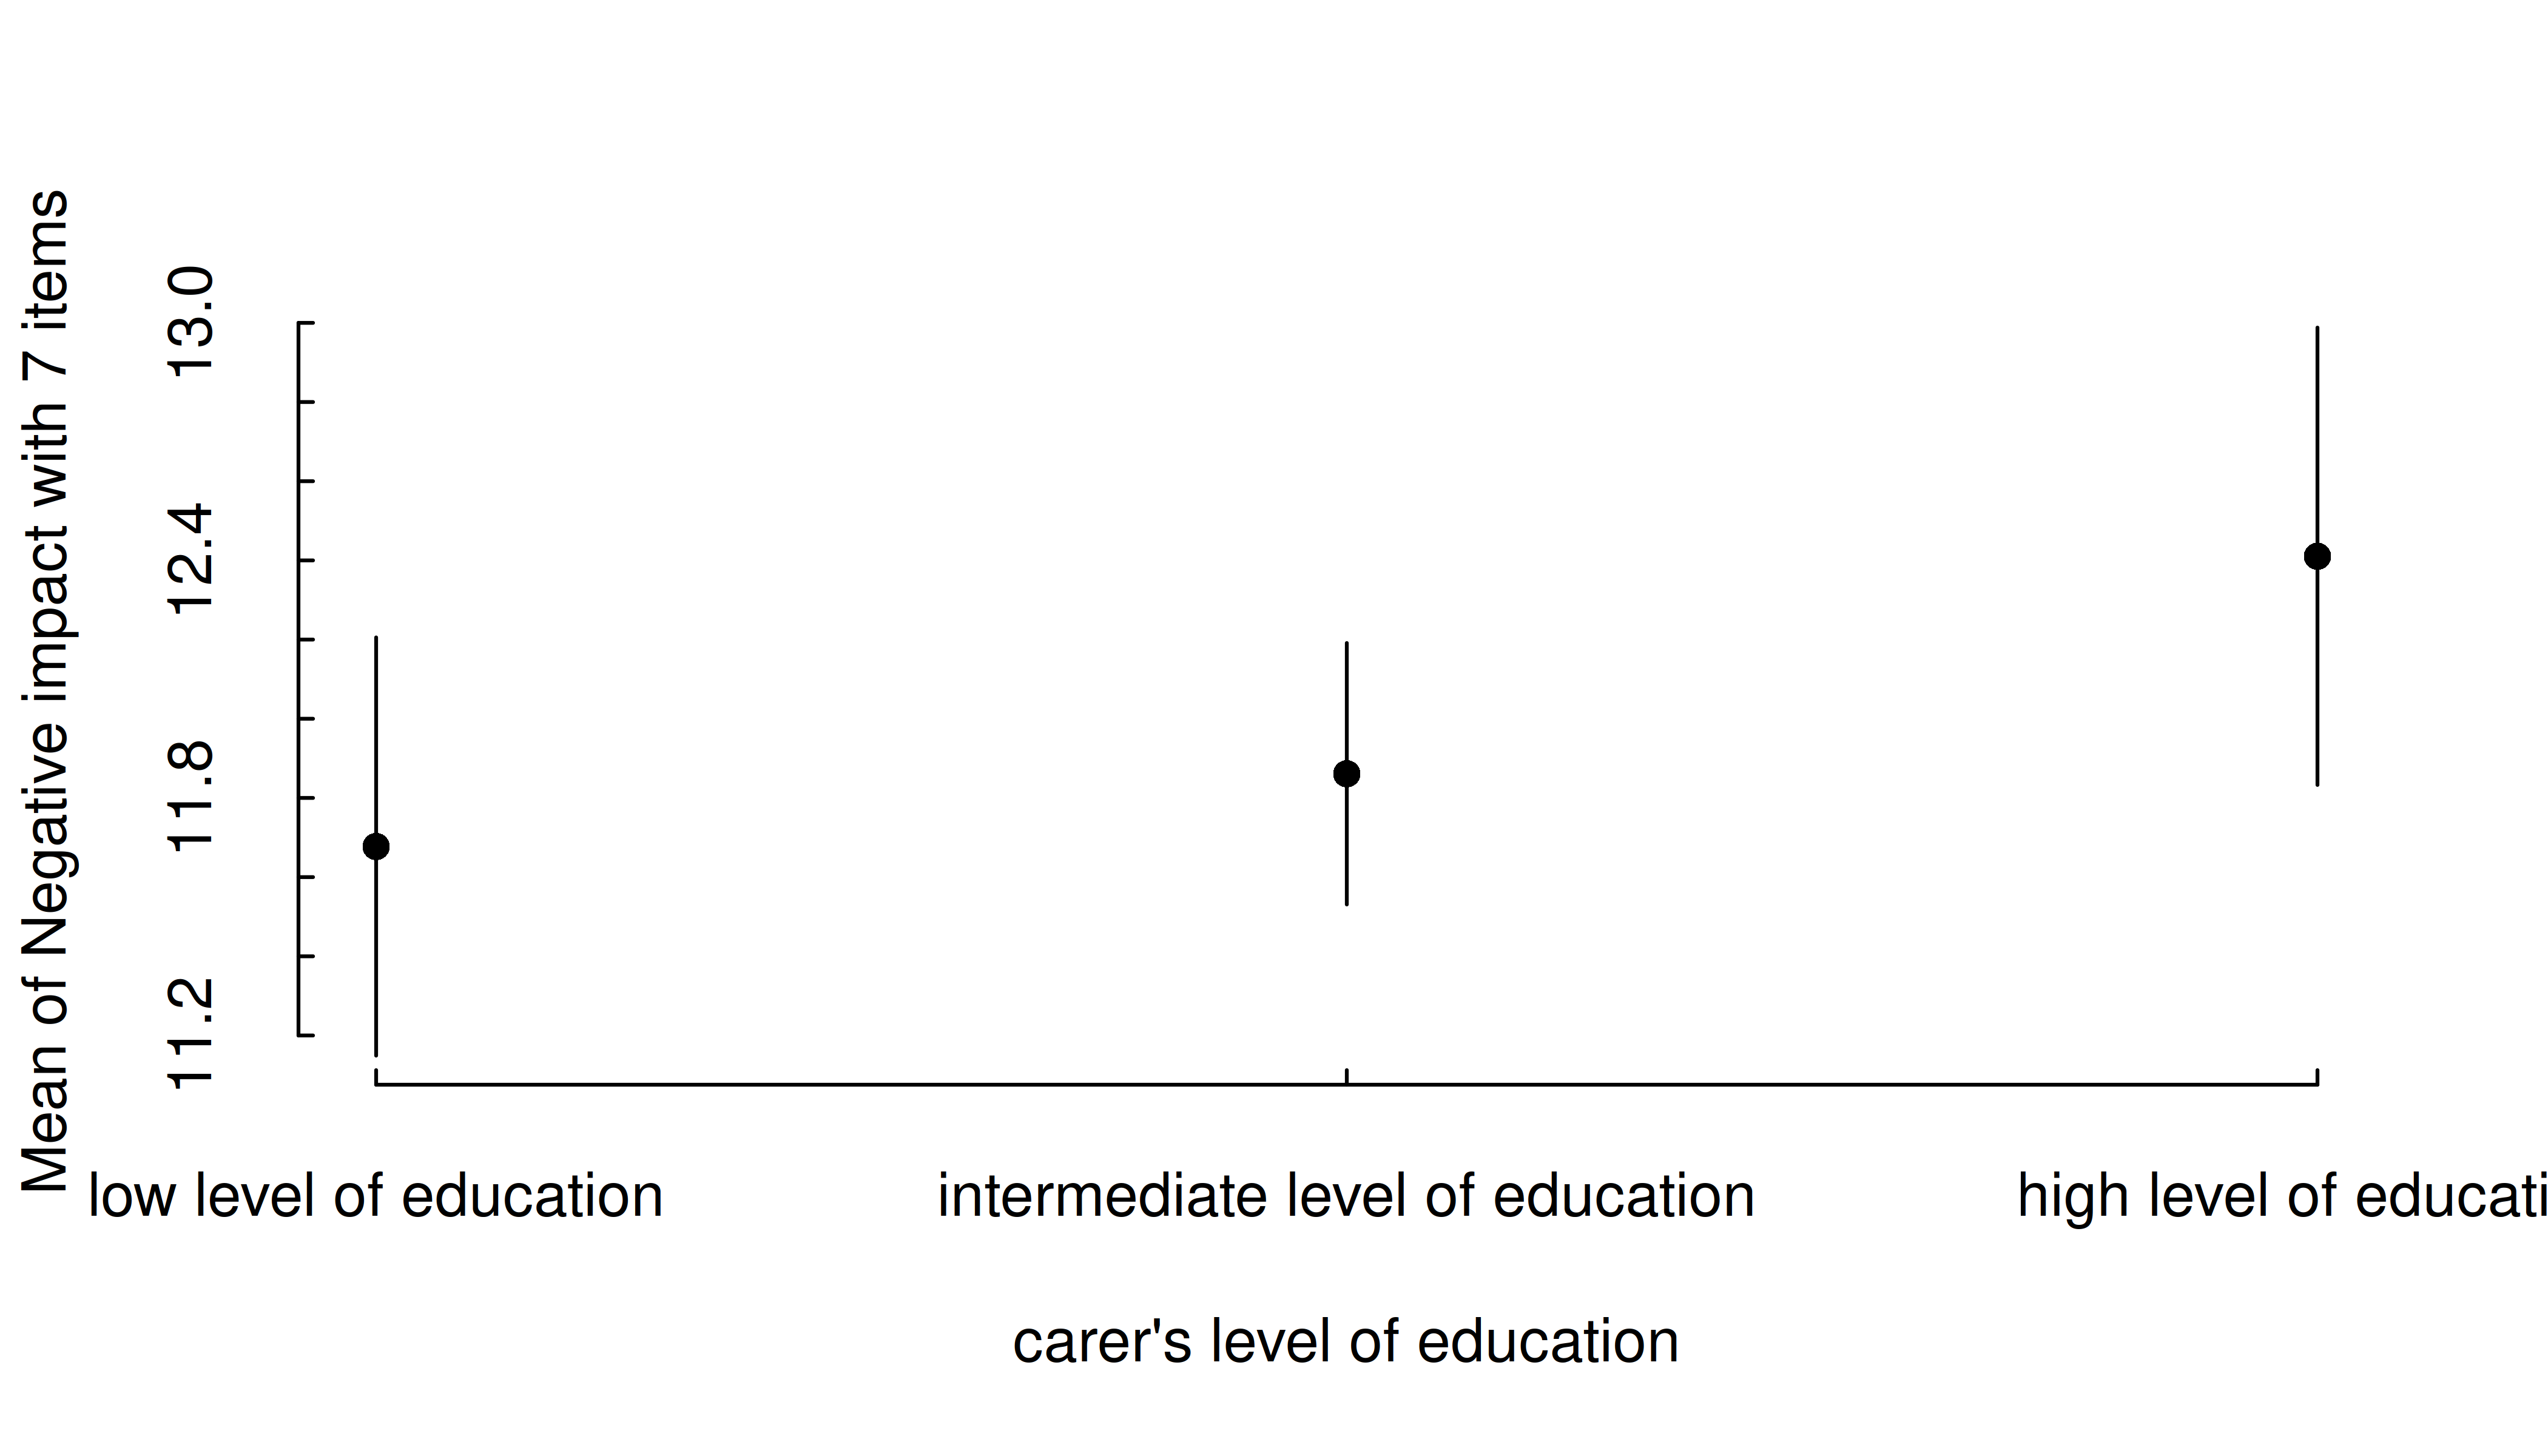 Mean of Negative impact with 7 items
13.0
12.4
11.8
11.2
low level of education
intermediate level of education
high level of educati
carer's level of education